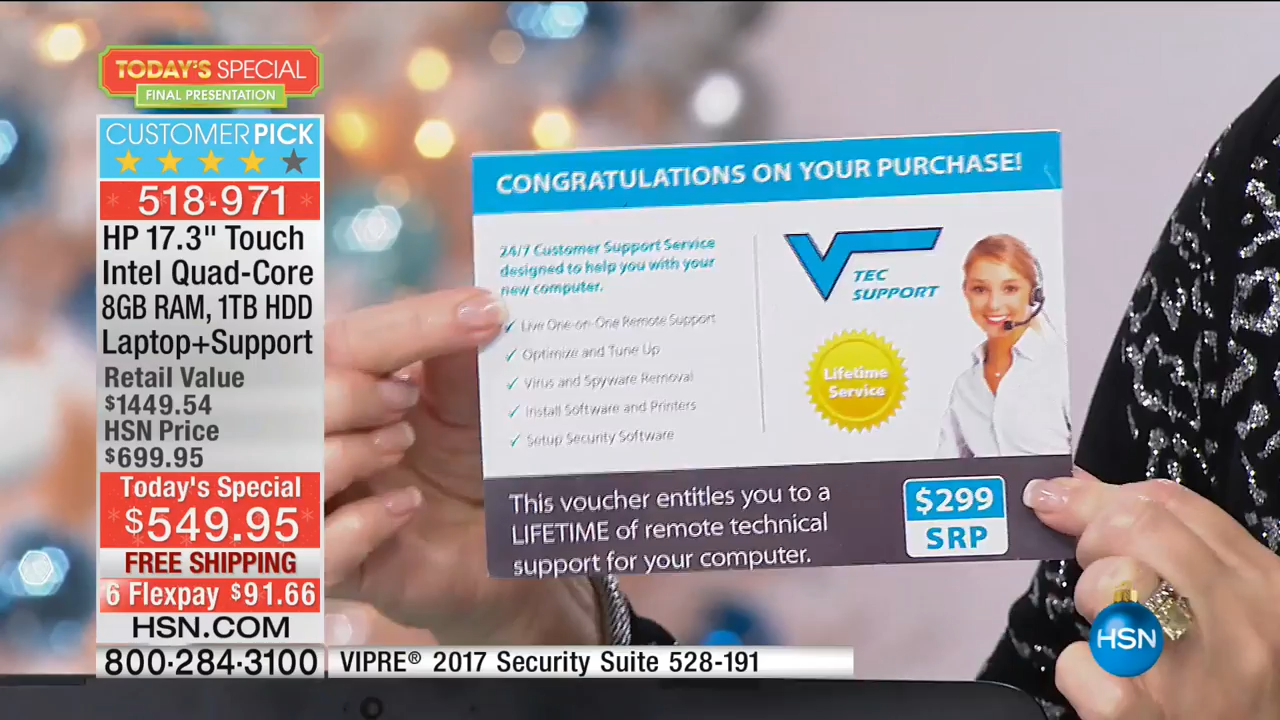 TODAY'S SPECIAL
FINAL PRESENTATION
CUSTOMER PICK
518-971
HP 17.3" Touch
Intel Quad-Core
8GB RAM, 1TB HDD
Laptop+Support
Retail Value
$1449.54
HSN Price
$699.95
Today's Special
$549.95
FREE SHIPPING
6 Flexpay $91.66
HSN.COM
800-284-3100
VIPRE® 2017 Security Suite 528-191
CONGRATULATIONS ON YOUR PURCHASE!
24/7 Customer Support Service
designed to help you with your
new computer.
✓ Live One-on-One Remote Support
✓ Optimize and Tune Up
✓ Virus and Spyware Removal
✓ Install Software and Printers
✓ Setup Security Software
V TEC
SUPPORT
Lifetime
Service
This voucher entitles you to a
LIFETIME of remote technical
support for your computer.
$299
SRP
HSN